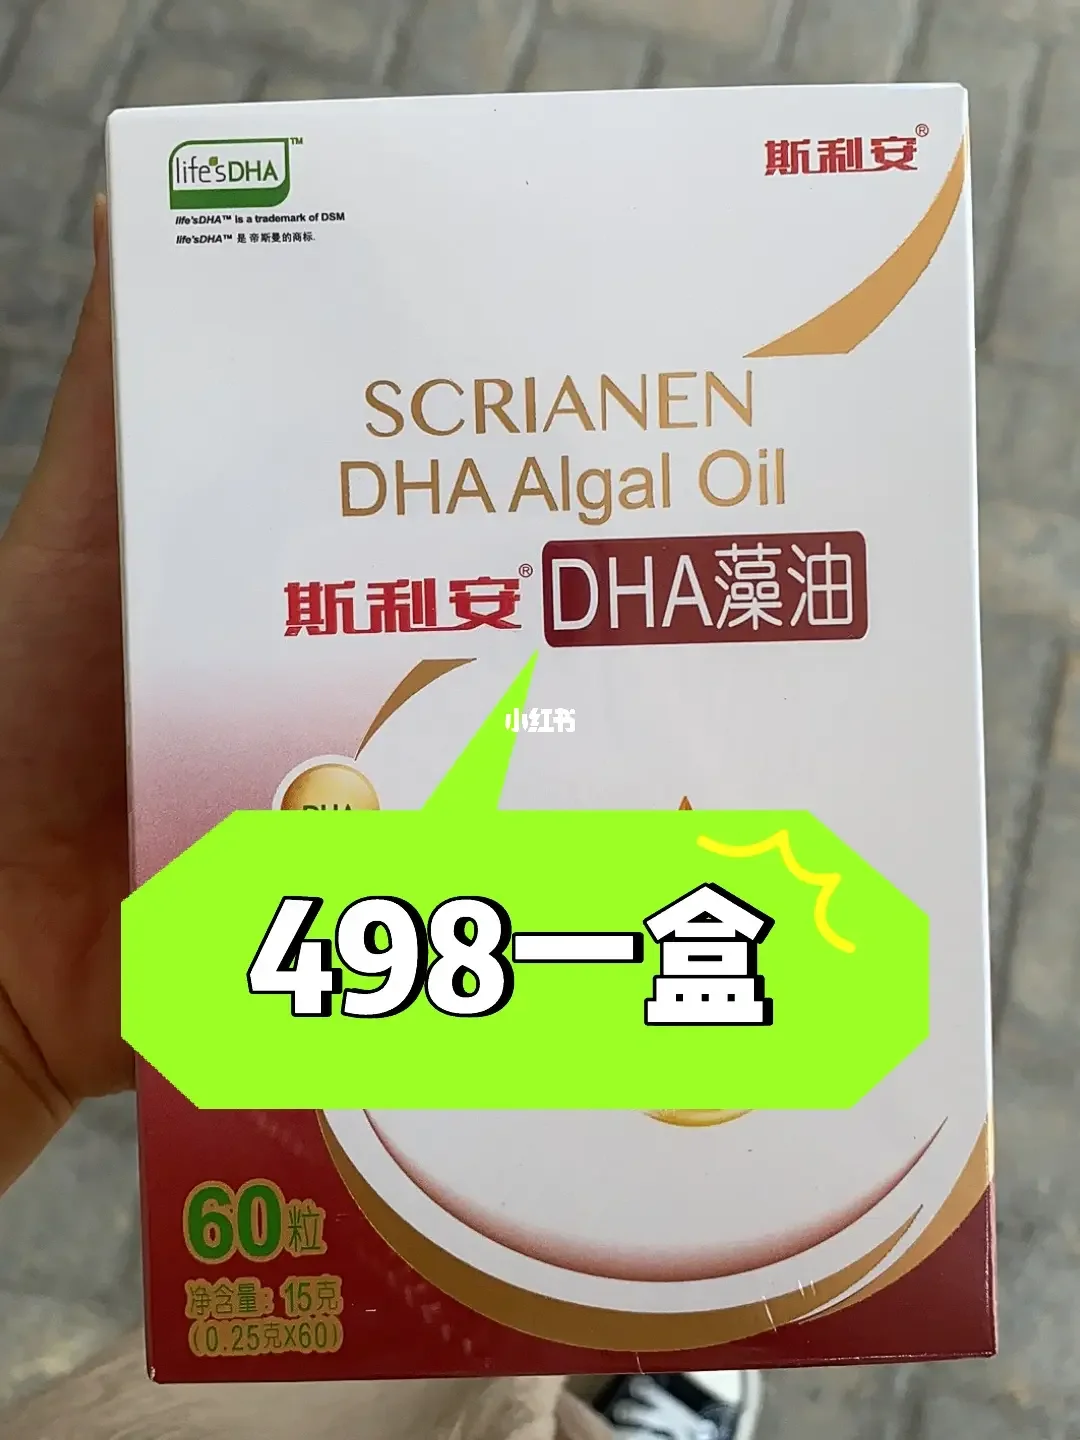 life'sDHA™
life'sDHA™ is a trademark of DSM
life'sDHA™ 是 帝斯曼的商标.
斯利安®
SCRIANEN
DHA Algal Oil
斯利安® DHA藻油
小红书
DHA
498一盒
60粒
净含量：15克
(0.25克X60)